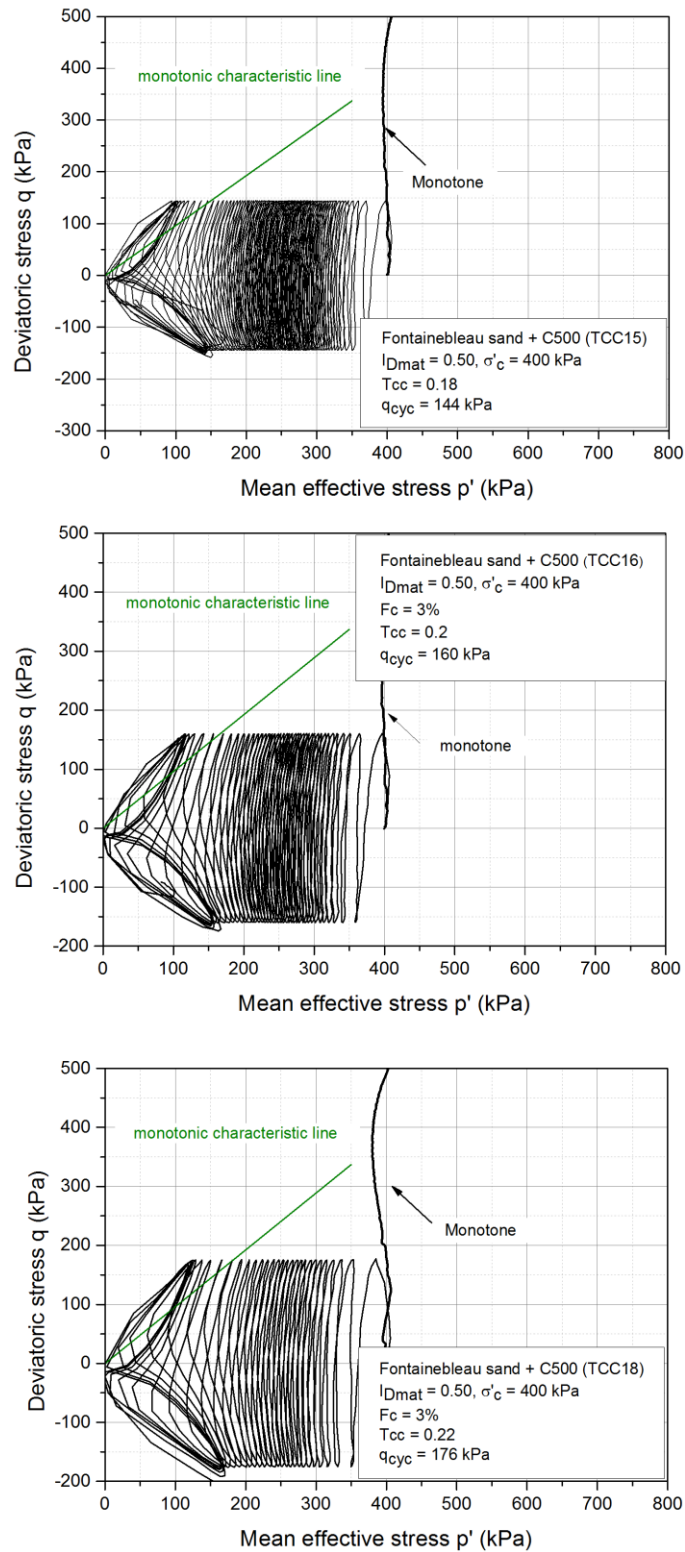 500
400
monotonic characteristic line
300
200
Monotone
100
0
-100
-200
-300
Deviatoric stress q (kPa)
Fontainebleau sand + C500 (TCC15)
IDmat = 0.50, σ'c = 400 kPa
Tcc = 0.18
qcyc = 144 kPa
0 100 200 300 400 500 600 700 800
Mean effective stress p' (kPa)
500
400
monotonic characteristic line
300
200
100
0
-100
-200
Deviatoric stress q (kPa)
Fontainebleau sand + C500 (TCC16)
IDmat = 0.50, σ'c = 400 kPa
Fc = 3%
Tcc = 0.2
qcyc = 160 kPa
monotone
0 100 200 300 400 500 600 700 800
Mean effective stress p' (kPa)
500
400
monotonic characteristic line
300
200
Monotone
100
0
-100
-200
Deviatoric stress q (kPa)
Fontainebleau sand + C500 (TCC18)
IDmat = 0.50, σ'c = 400 kPa
Fc = 3%
Tcc = 0.22
qcyc = 176 kPa
0 100 200 300 400 500 600 700 800
Mean effective stress p' (kPa)